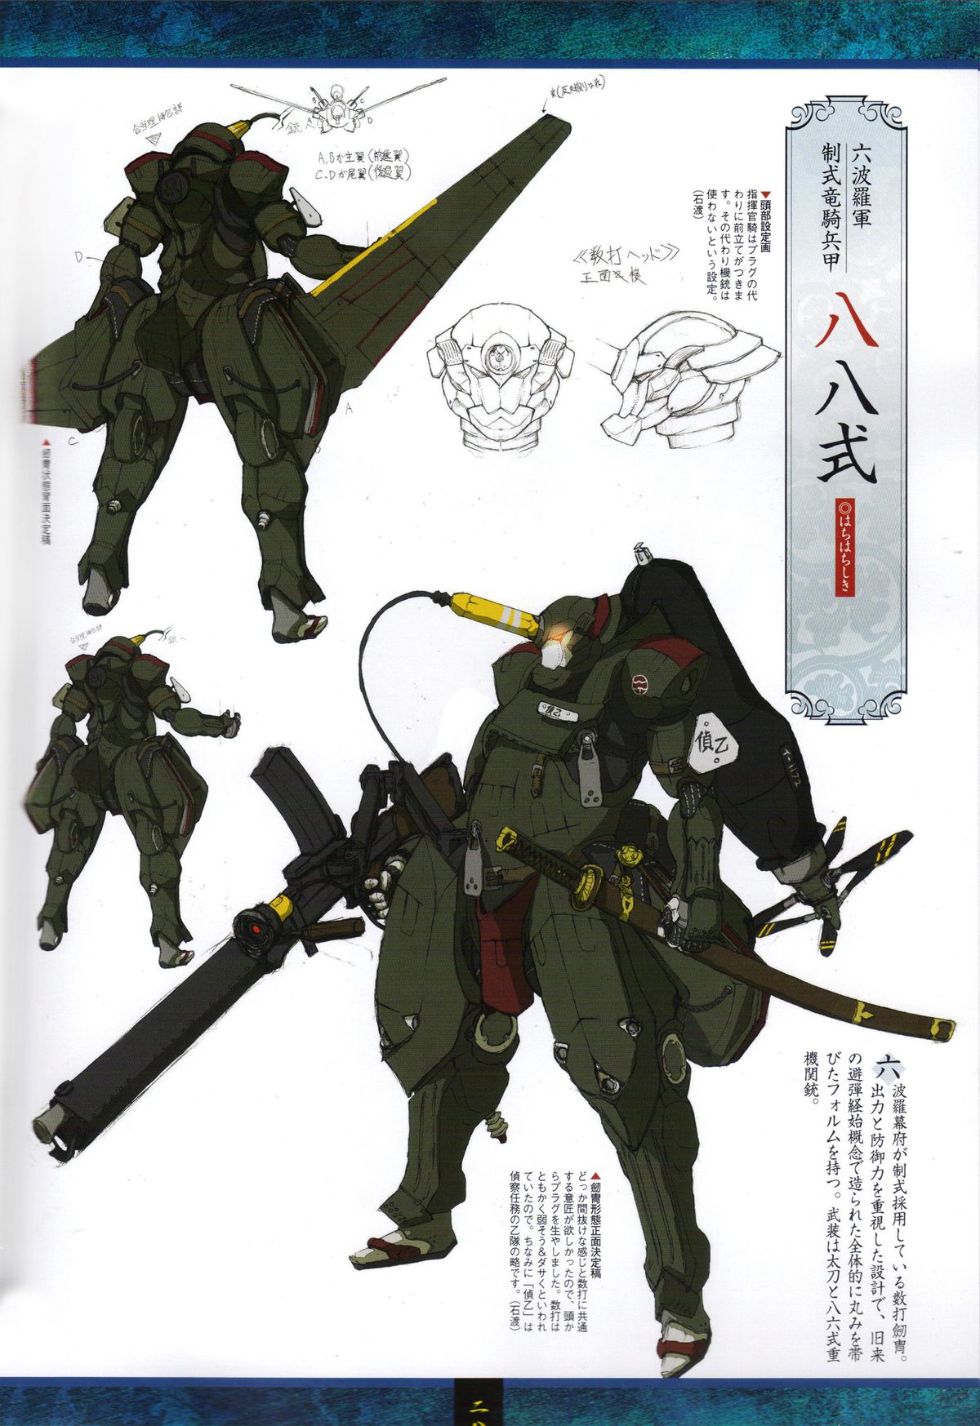 六波羅軍
制式竜騎兵甲
八八式
◎はちはちしき
▼頭部設定画
指揮官騎はプラグの代
わりに前立てがつきま
す。その代わり機銃は
使わないという設定。
(石渡)
《数打ヘッド》
正面&横
A,Bが主翼(前進翼)
C,Dが尾翼(後退翼)
A
B
C
D
D
A
C
D
銃へ
▲劒冑状態背面決定稿
偵乙
偵乙
六波羅幕府が制式採用している数打劒冑。
出力と防御力を重視した設計で、旧来
の避弾経始概念で造られた全体的に丸みを帯
びたフォルムを持つ。武装は太刀と八六式重
機関銃。
▲劒冑形態正面決定稿
どっか間抜けな感じと数打に共通
する意匠が欲しかったので、頭か
らプラグを生やしました。数打は
ともかく弱そう&ダサくといわれ
ていたので。ちなみに「偵乙」は
偵察任務の乙隊の略です。(石渡)